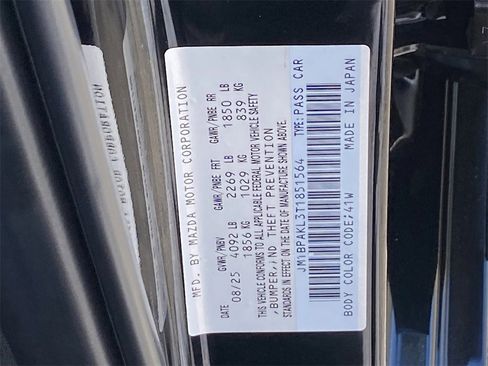 MFD. BY MAZDA MOTOR CORPORATION
DATE GVWR/PNBV GAWR/PNBE FRT GAWR/PNBE RR
08/25 4092 LB 2269 LB 1850 LB
1856 KG 1029 KG 839 KG
THIS VEHICLE CONFORMS TO ALL APPLICABLE FEDERAL MOTOR VEHICLE SAFETY
,BUMPER,AND THEFT PREVENTION
STANDARDS IN EFFECT ON THE DATE OF MANUFACTURE SHOWN ABOVE.
JM1BPAKL3T1851564 TYPE: PASS CAR
BODY COLOR CODE;41W MADE IN JAPAN